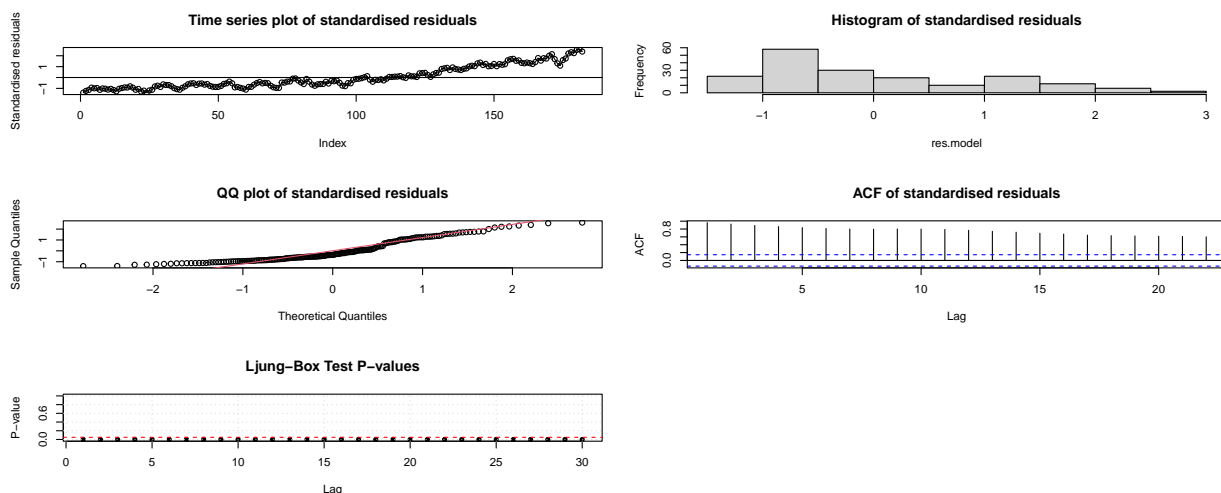 Time series plot of standardised residuals
Standardised residuals
−1 1
0 50 100 150
Index
Histogram of standardised residuals
Frequency
0 30 60
−1 0 1 2 3
res.model
QQ plot of standardised residuals
Sample Quantiles
−1 1
−2 −1 0 1 2
Theoretical Quantiles
ACF of standardised residuals
ACF
0.0 0.8
5 10 15 20
Lag
Ljung−Box Test P−values
P−value
0.0 0.6
0 5 10 15 20 25 30
Lag